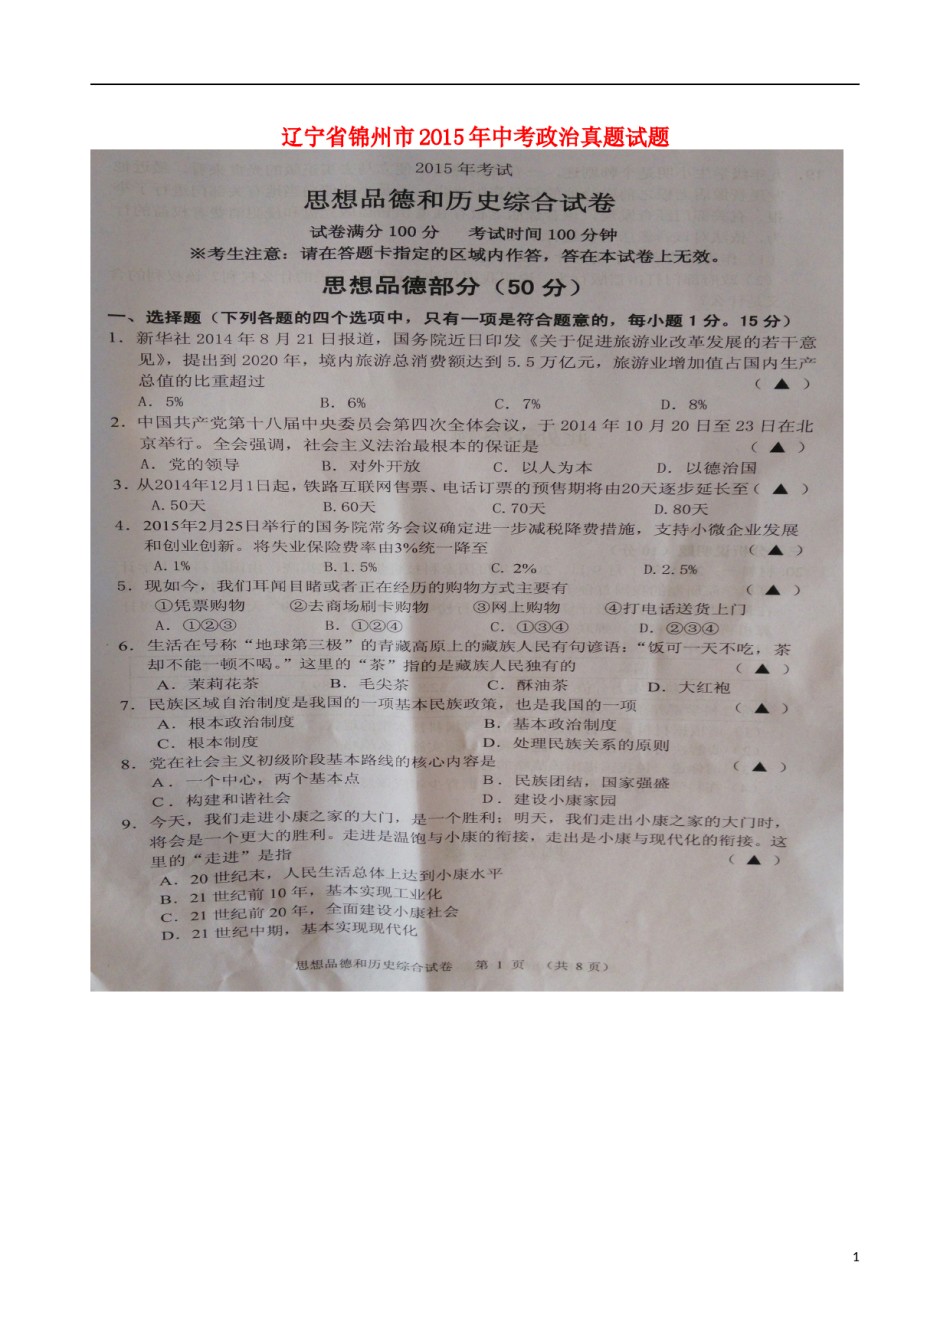 辽宁省锦州市2015年中考政治真题试题
2015年考试
思想品德和历史综合试卷
试卷满分100分 考试时间100分钟
※考生注意：请在答题卡指定的区域内作答，答在本试卷上无效。
思想品德部分（50分）
一、选择题（下列各题的四个选项中，只有一项是符合题意的，每小题1分。15分）
1. 新华社2014年8月21日报道，国务院近日印发《关于促进旅游业改革发展的若干意
见》，提出到2020年，境内旅游总消费额达到5.5万亿元，旅游业增加值占国内生产
总值的比重超过 （ ▲ ）
A. 5% B. 6% C. 7% D. 8%
2. 中国共产党第十八届中央委员会第四次全体会议，于2014年10月20日至23日在北
京举行。全会强调，社会主义法治最根本的保证是 （ ▲ ）
A. 党的领导 B. 对外开放 C. 以人为本 D. 以德治国
3. 从2014年12月1日起，铁路互联网售票、电话订票的预售期将由20天逐步延长至（ ▲ ）
A.50天 B.60天 C.70天 D.80天
4. 2015年2月25日举行的国务院常务会议确定进一步减税降费措施，支持小微企业发展
和创业创新。将失业保险费率由3%统一降至 （ ▲ ）
A.1% B.1.5% C. 2% D.2.5%
5. 现如今，我们耳闻目睹或者正在经历的购物方式主要有 （ ▲ ）
①凭票购物 ②去商场刷卡购物 ③网上购物 ④打电话送货上门
A. ①②③ B. ①②④ C. ①③④ D. ②③④
6. 生活在号称“地球第三极”的青藏高原上的藏族人民有句谚语：“饭可一天不吃，茶
却不能一顿不喝。”这里的“茶”指的是藏族人民独有的 （ ▲ ）
A. 茉莉花茶 B. 毛尖茶 C. 酥油茶 D. 大红袍
7. 民族区域自治制度是我国的一项基本民族政策，也是我国的一项 （ ▲ ）
A. 根本政治制度 B. 基本政治制度
C. 根本制度 D. 处理民族关系的原则
8. 党在社会主义初级阶段基本路线的核心内容是 （ ▲ ）
A. 一个中心，两个基本点 B. 民族团结，国家强盛
C. 构建和谐社会 D. 建设小康家园
9. 今天，我们走进小康之家的大门，是一个胜利；明天，我们走出小康之家的大门时，
将会是一个更大的胜利。走进是温饱与小康的衔接，走出是小康与现代化的衔接。这
里的“走进”是指 （ ▲ ）
A. 20世纪末，人民生活总体上达到小康水平
B. 21世纪前10年，基本实现工业化
C. 21世纪前20年，全面建设小康社会
D. 21世纪中期，基本实现现代化
思想品德和历史综合试卷 第 1 页 （共 8 页）
1